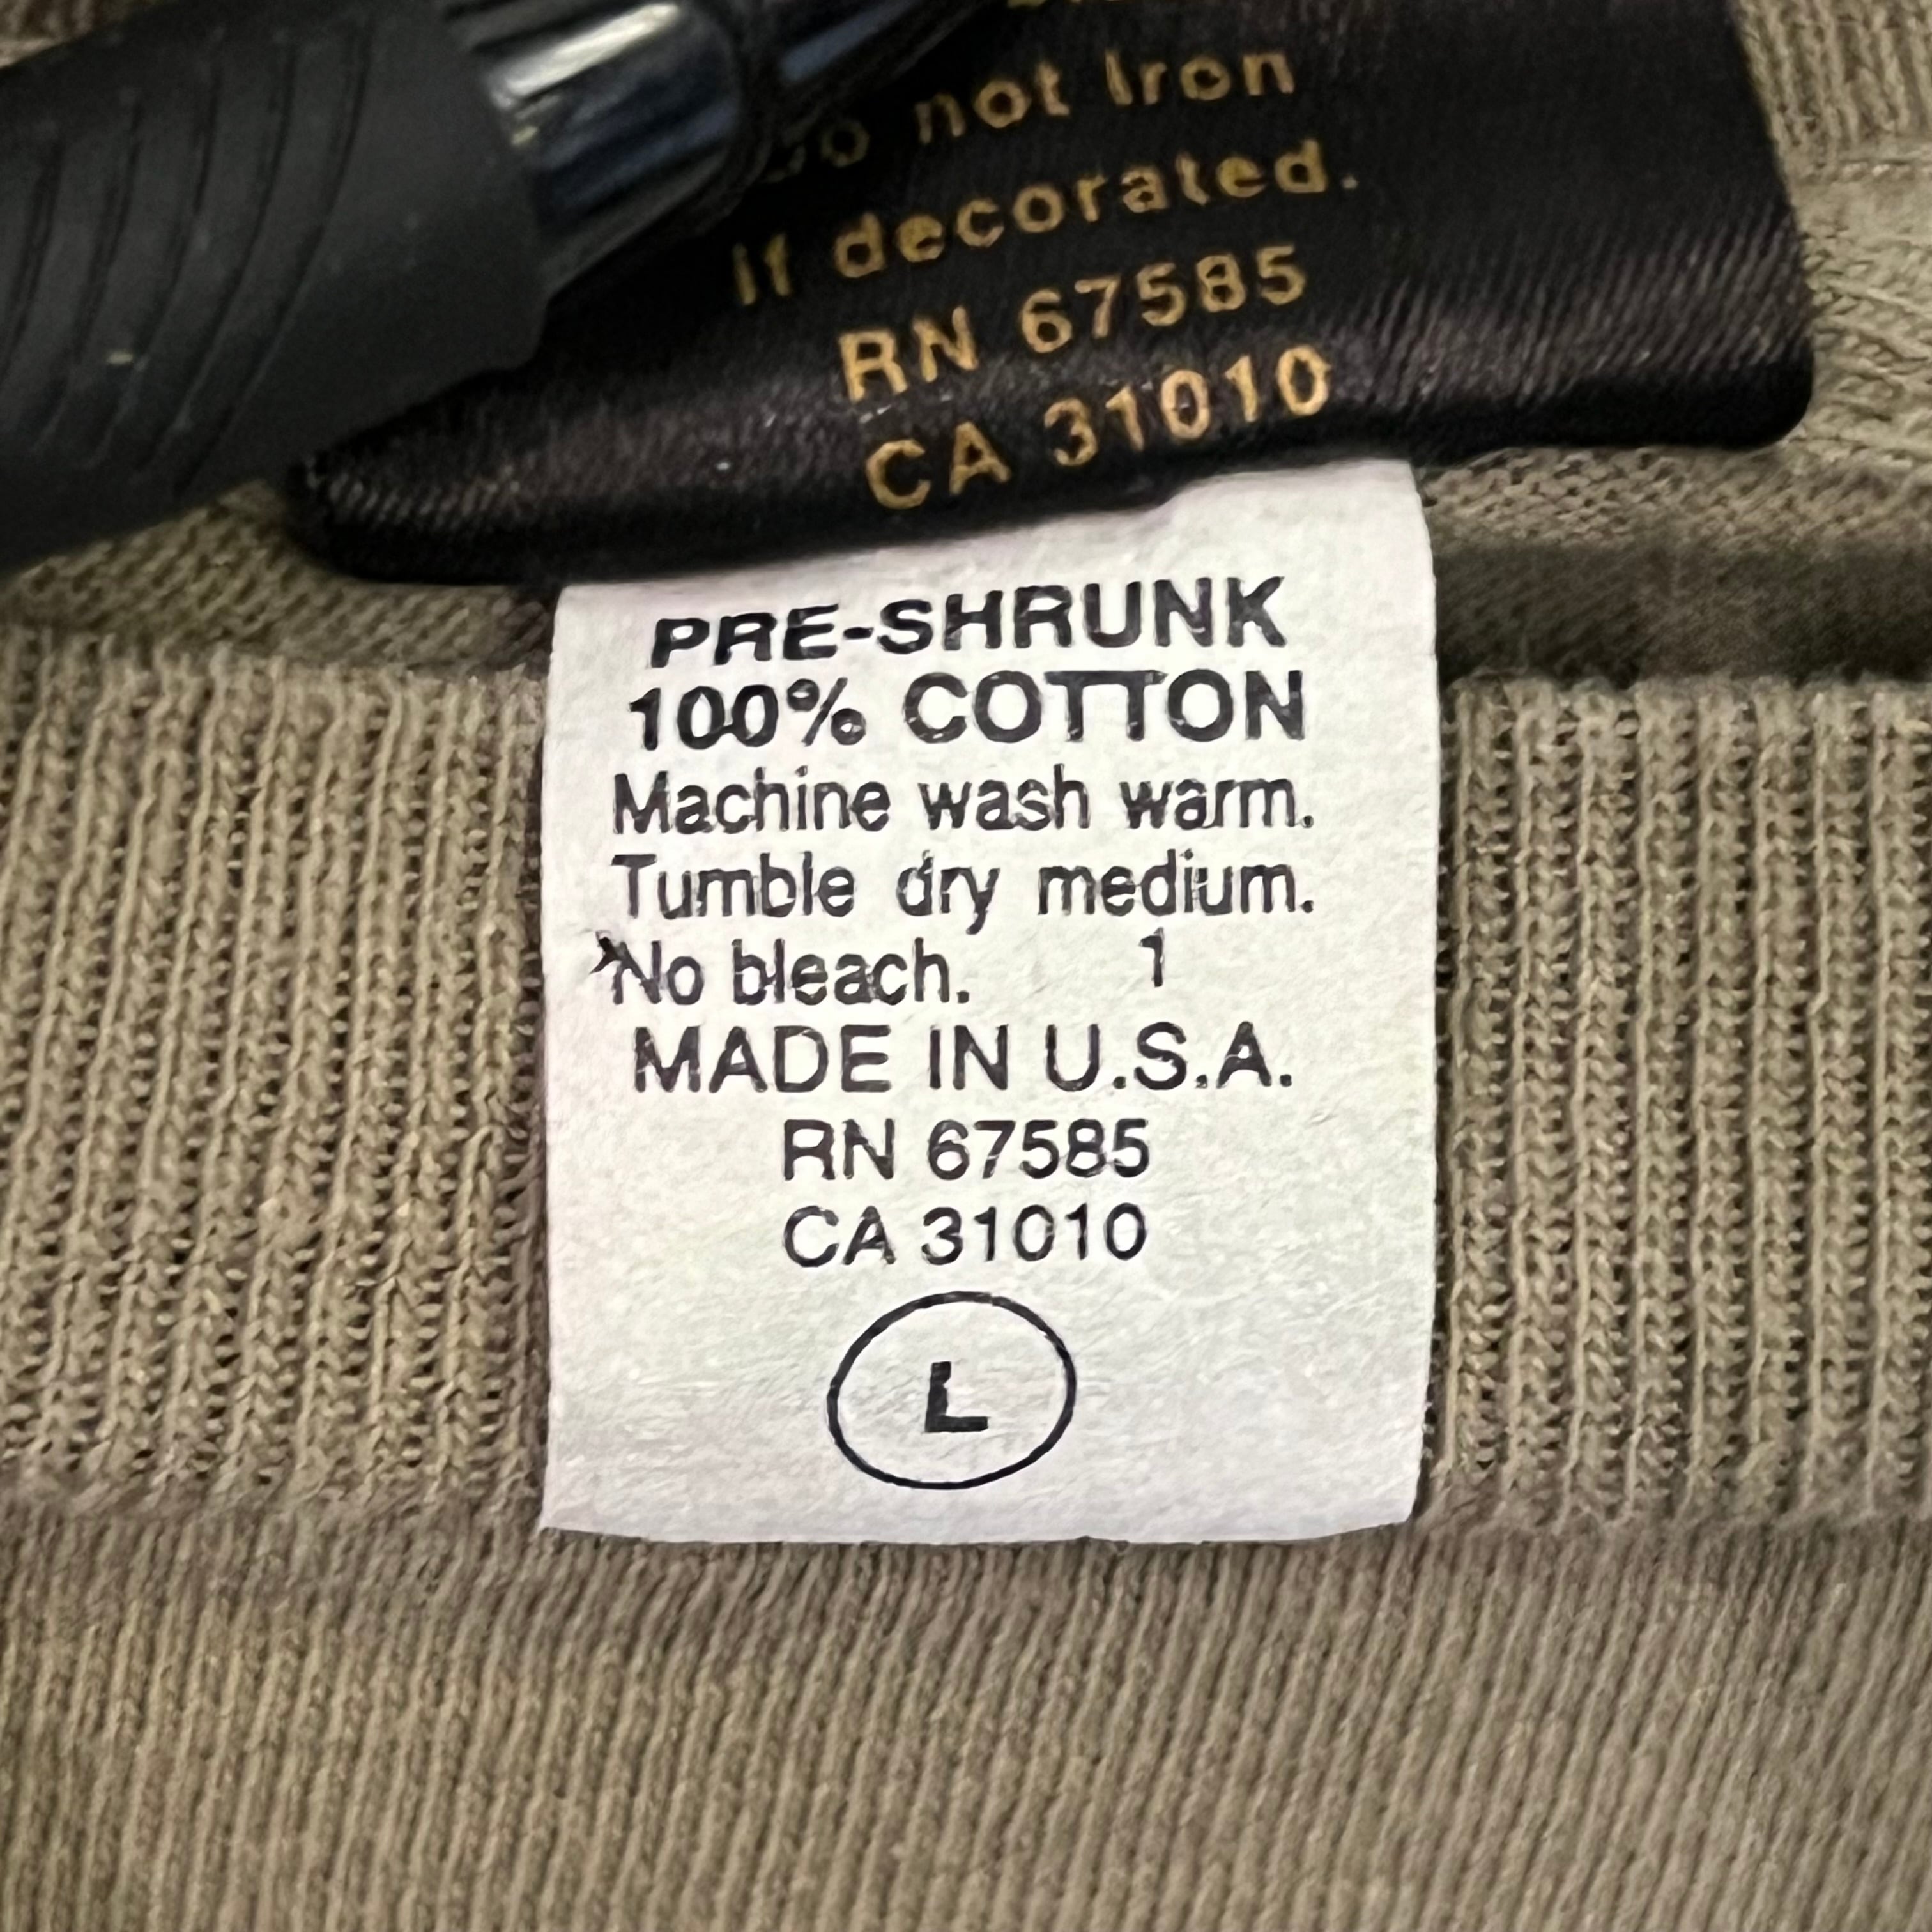 not Iron
If decorated.
RN 67585
CA 31010
PRE-SHRUNK
100% COTTON
Machine wash warm.
Tumble dry medium.
No bleach. 1
MADE IN U.S.A.
RN 67585
CA 31010
L